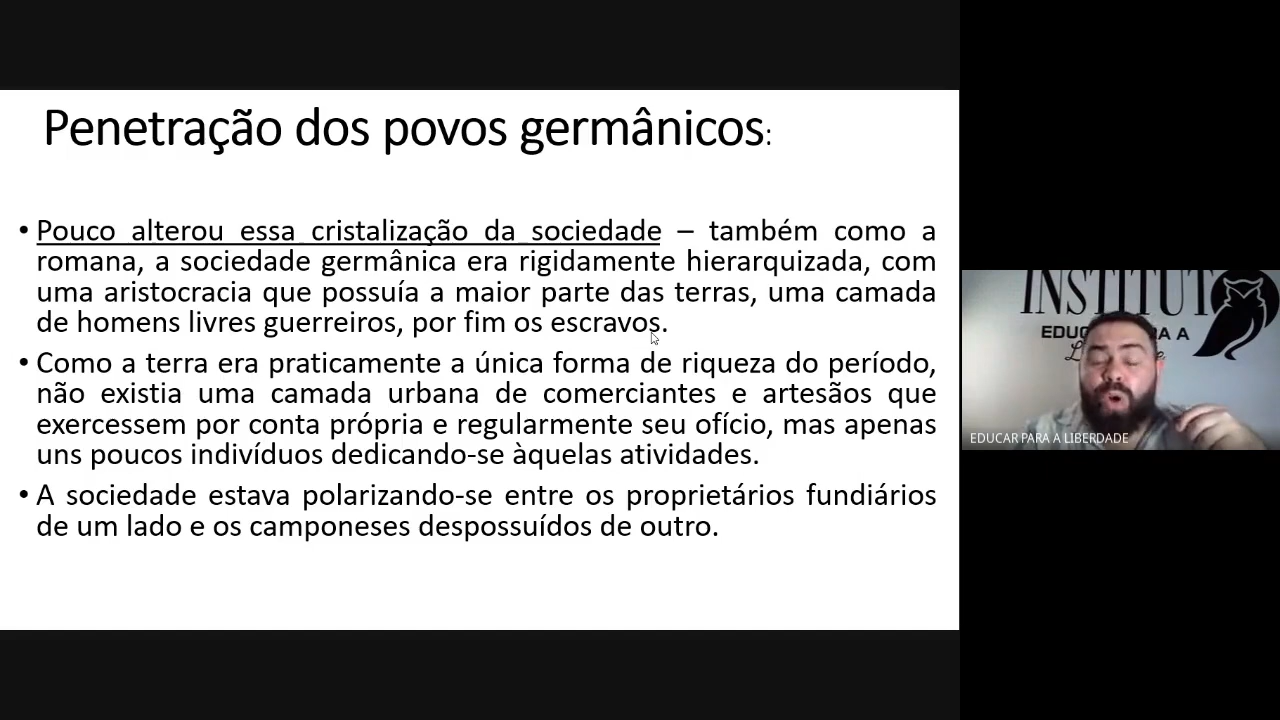 Penetração dos povos germânicos:
• Pouco alterou essa cristalização da sociedade – também como a
romana, a sociedade germânica era rigidamente hierarquizada, com
uma aristocracia que possuía a maior parte das terras, uma camada
de homens livres guerreiros, por fim os escravos.
• Como a terra era praticamente a única forma de riqueza do período,
não existia uma camada urbana de comerciantes e artesãos que
exercessem por conta própria e regularmente seu ofício, mas apenas
uns poucos indivíduos dedicando-se àquelas atividades.
• A sociedade estava polarizando-se entre os proprietários fundiários
de um lado e os camponeses despossuídos de outro.
INSTITUT
EDUC RA A
EDUCAR PARA A LIBERDADE